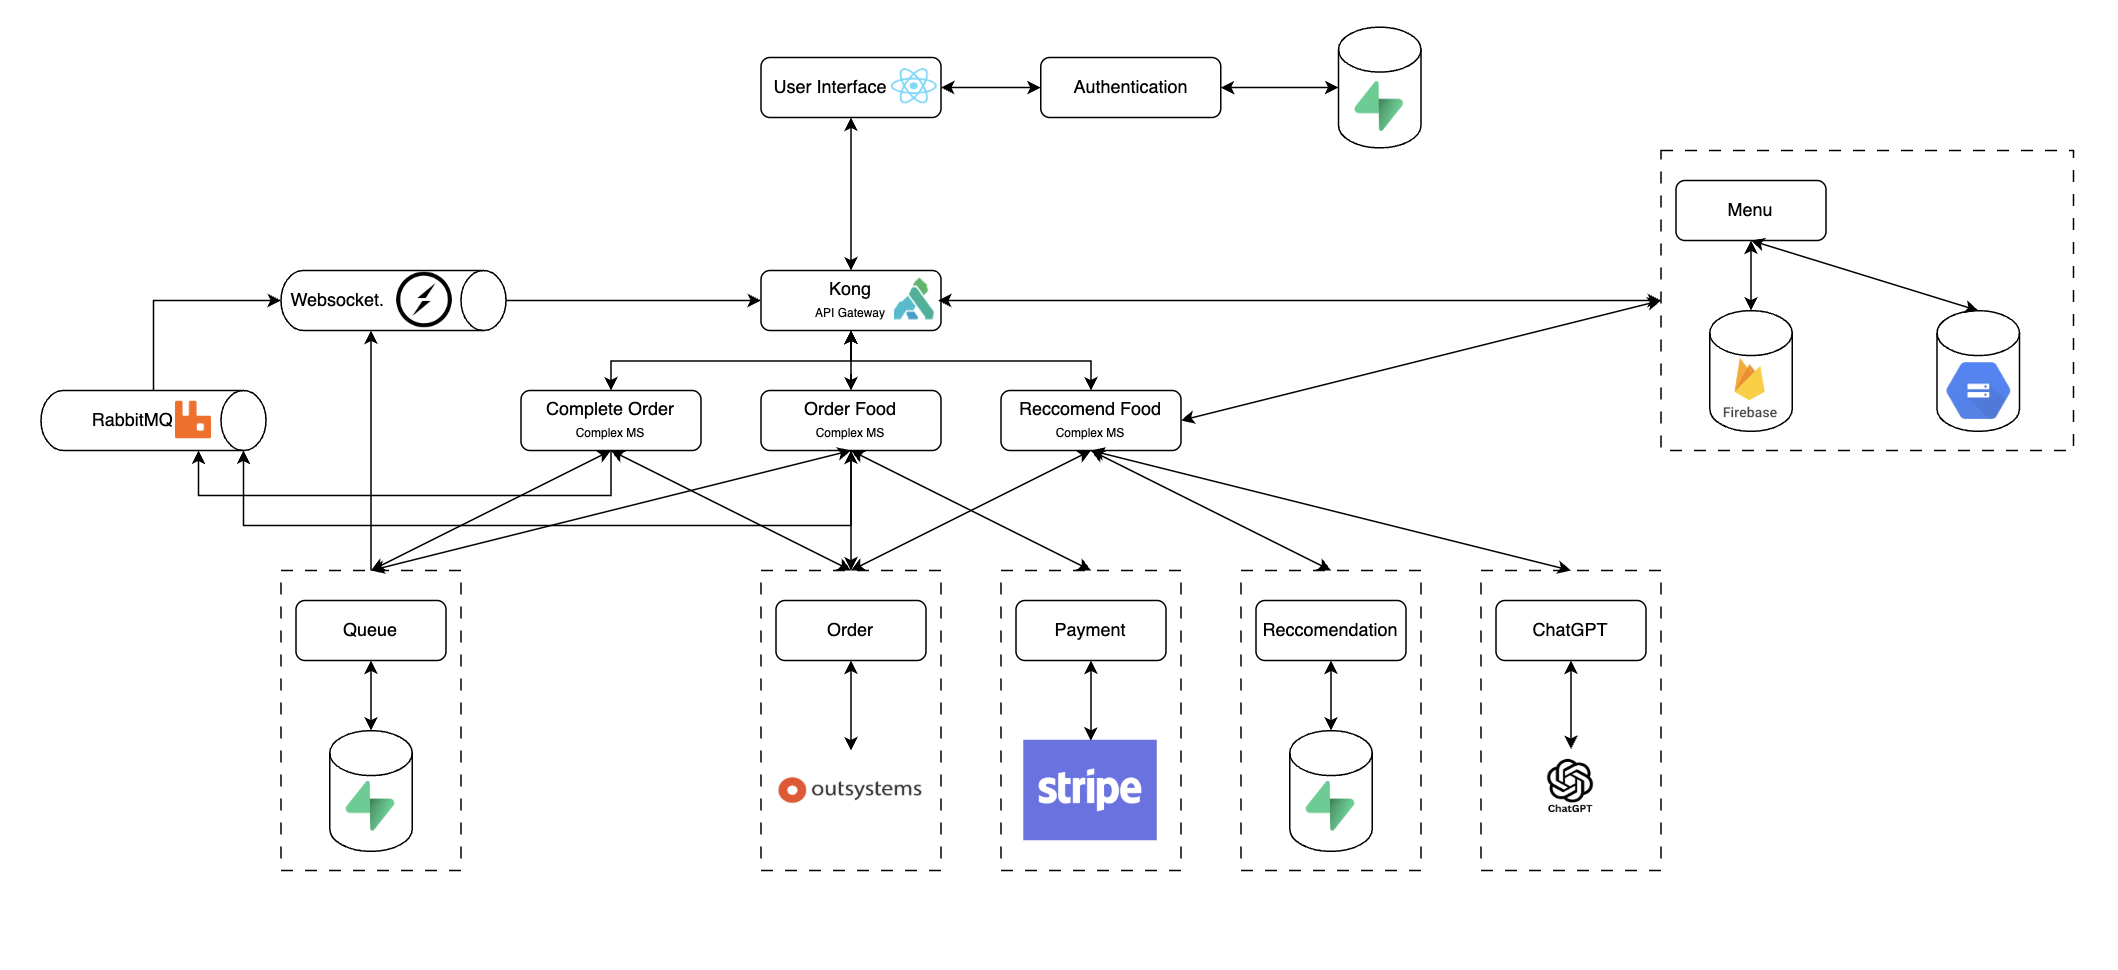 User Interface
Authentication
Menu
Websocket.
Kong
API Gateway
RabbitMQ
Complete Order
Complex MS
Order Food
Complex MS
Reccomend Food
Complex MS
Firebase
Queue
Order
Payment
Reccomendation
ChatGPT
outsystems
stripe
ChatGPT